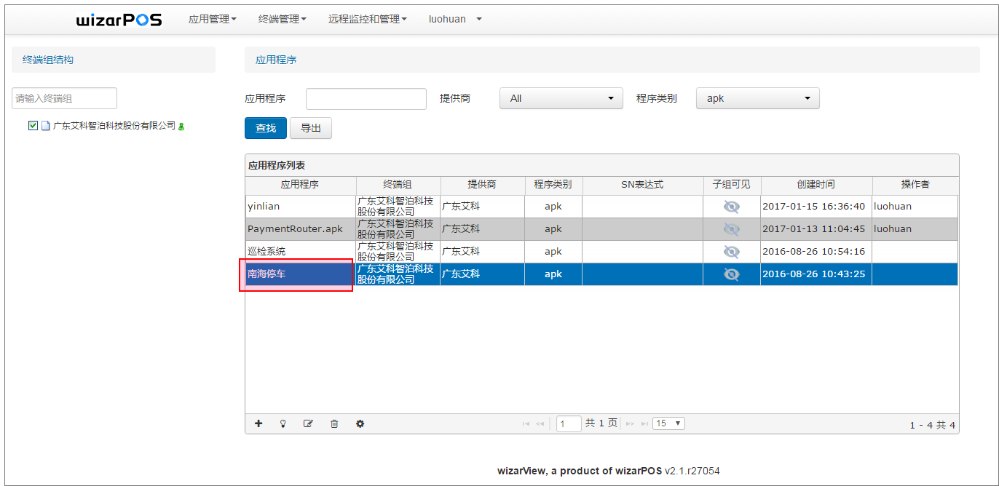 wizarPOS 应用管理 终端管理 远程监控和管理 luohuan
终端组结构
应用程序
请输入终端组
广东艾科智泊科技股份有限公司
应用程序 提供商 All 程序类别 apk
查找 导出
应用程序列表
应用程序 终端组 提供商 程序类别 SN表达式 子组可见 创建时间 操作者
yinlian 广东艾科智泊科技股份有限公司 广东艾科 apk 2017-01-15 16:36:40 luohuan
PaymentRouter.apk 广东艾科智泊科技股份有限公司 广东艾科 apk 2017-01-13 11:04:45 luohuan
巡检系统 广东艾科智泊科技股份有限公司 广东艾科 apk 2016-08-26 10:54:16
南海停车 广东艾科智泊科技股份有限公司 广东艾科 apk 2016-08-26 10:43:25
1 共 1 页 15 1 - 4 共 4
wizarView, a product of wizarPOS v2.1.r27054